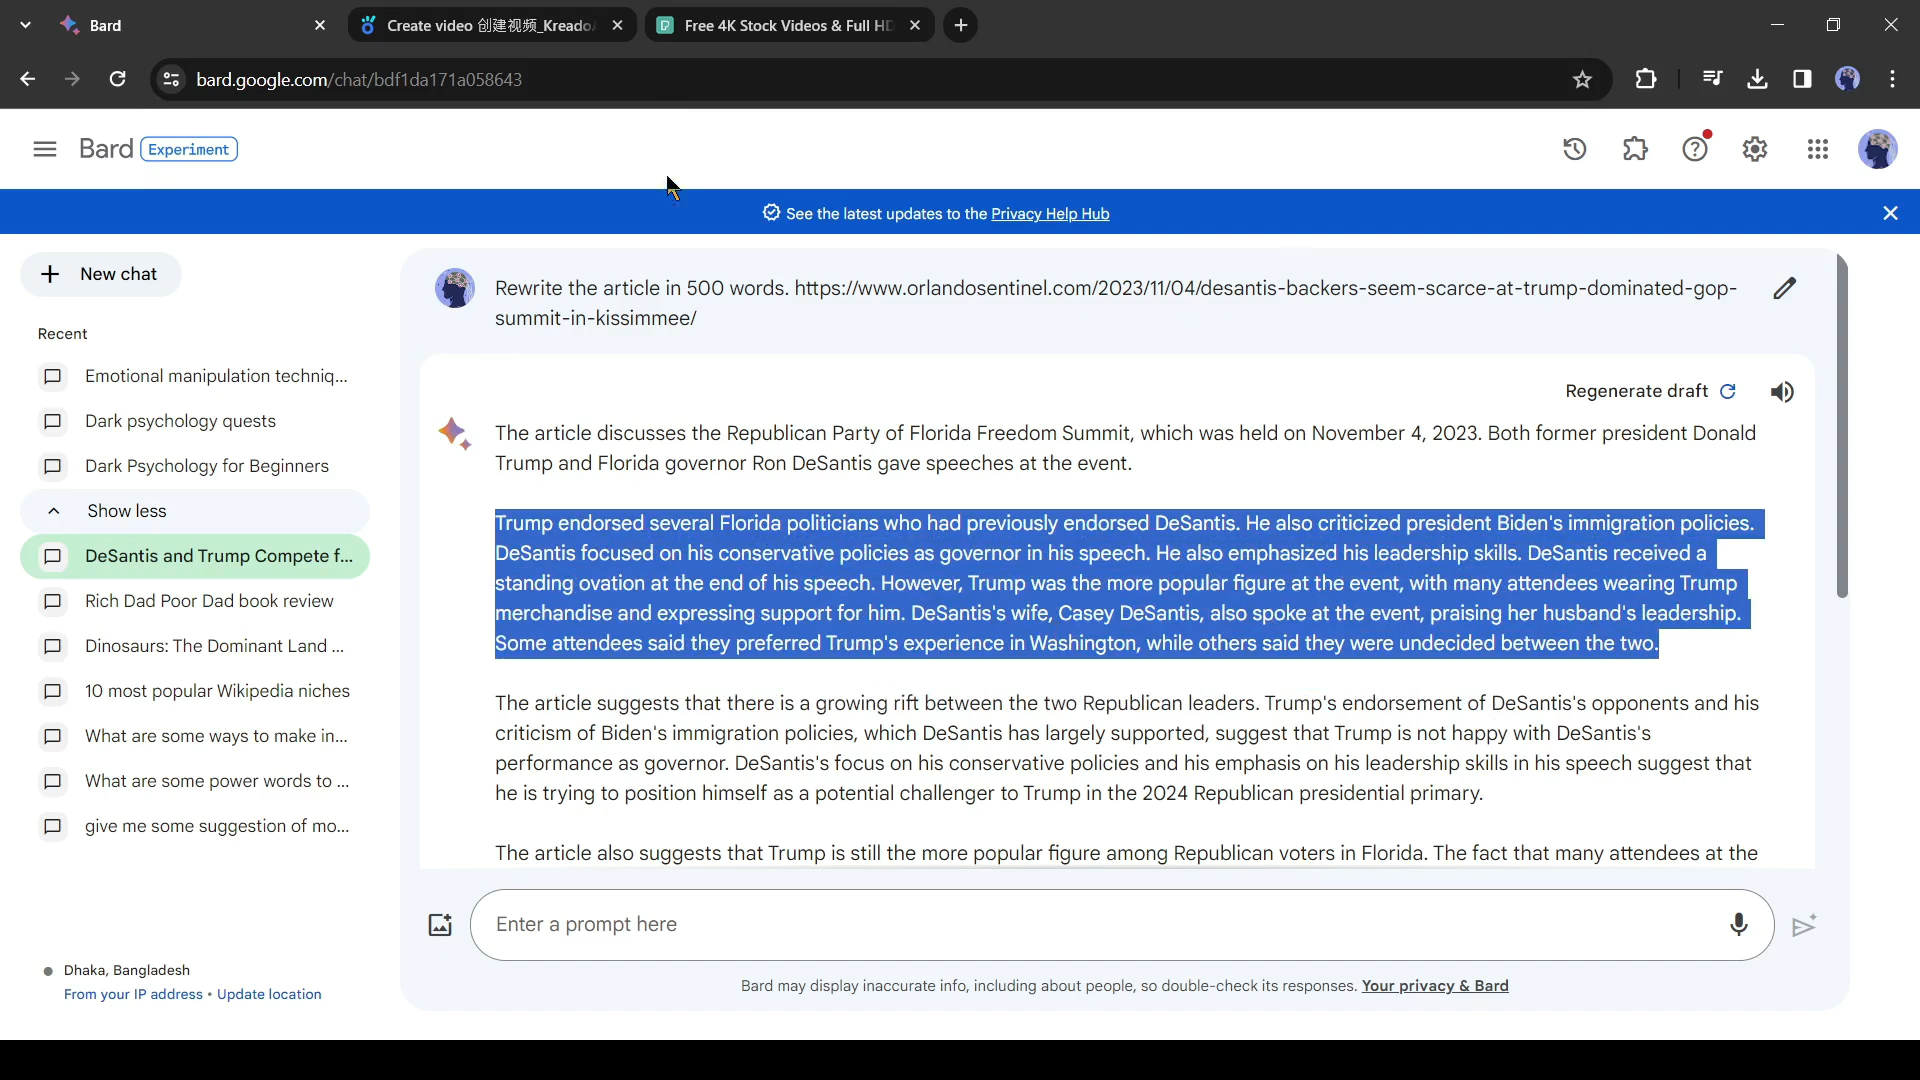 Bard
Create video 创建视频_Kreado
Free 4K Stock Videos & Full HD
bard.google.com/chat/bdf1da171a058643
Bard Experiment
See the latest updates to the Privacy Help Hub
New chat
Recent
Emotional manipulation techniq...
Dark psychology quests
Dark Psychology for Beginners
Show less
DeSantis and Trump Compete f...
Rich Dad Poor Dad book review
Dinosaurs: The Dominant Land ...
10 most popular Wikipedia niches
What are some ways to make in...
What are some power words to ...
give me some suggestion of mo...
Dhaka, Bangladesh
From your IP address • Update location
Rewrite the article in 500 words. https://www.orlandosentinel.com/2023/11/04/desantis-backers-seem-scarce-at-trump-dominated-gop-
summit-in-kissimmee/
Regenerate draft
The article discusses the Republican Party of Florida Freedom Summit, which was held on November 4, 2023. Both former president Donald
Trump and Florida governor Ron DeSantis gave speeches at the event.
Trump endorsed several Florida politicians who had previously endorsed DeSantis. He also criticized president Biden's immigration policies.
DeSantis focused on his conservative policies as governor in his speech. He also emphasized his leadership skills. DeSantis received a
standing ovation at the end of his speech. However, Trump was the more popular figure at the event, with many attendees wearing Trump
merchandise and expressing support for him. DeSantis's wife, Casey DeSantis, also spoke at the event, praising her husband's leadership.
Some attendees said they preferred Trump's experience in Washington, while others said they were undecided between the two.
The article suggests that there is a growing rift between the two Republican leaders. Trump's endorsement of DeSantis's opponents and his
criticism of Biden's immigration policies, which DeSantis has largely supported, suggest that Trump is not happy with DeSantis's
performance as governor. DeSantis's focus on his conservative policies and his emphasis on his leadership skills in his speech suggest that
he is trying to position himself as a potential challenger to Trump in the 2024 Republican presidential primary.
The article also suggests that Trump is still the more popular figure among Republican voters in Florida. The fact that many attendees at the
Enter a prompt here
Bard may display inaccurate info, including about people, so double-check its responses. Your privacy & Bard